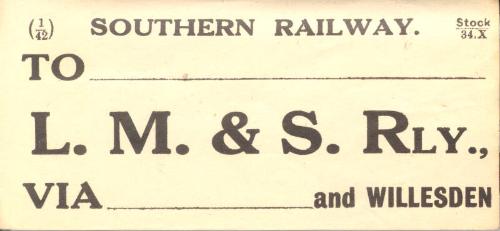 (1/42) SOUTHERN RAILWAY. Stock 34.X
TO
L. M. & S. RLY.,
VIA and WILLESDEN